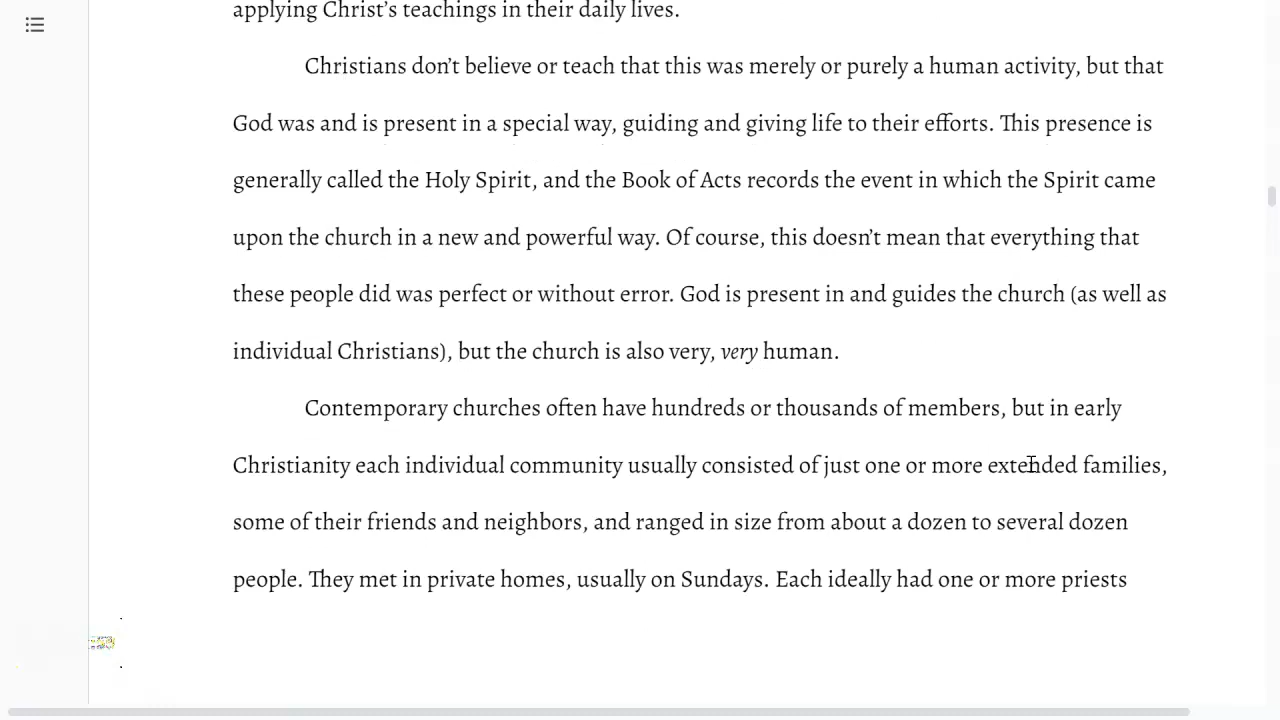 applying Christ’s teachings in their daily lives.
Christians don’t believe or teach that this was merely or purely a human activity, but that
God was and is present in a special way, guiding and giving life to their efforts. This presence is
generally called the Holy Spirit, and the Book of Acts records the event in which the Spirit came
upon the church in a new and powerful way. Of course, this doesn’t mean that everything that
these people did was perfect or without error. God is present in and guides the church (as well as
individual Christians), but the church is also very, very human.
Contemporary churches often have hundreds or thousands of members, but in early
Christianity each individual community usually consisted of just one or more extended families,
some of their friends and neighbors, and ranged in size from about a dozen to several dozen
people. They met in private homes, usually on Sundays. Each ideally had one or more priests